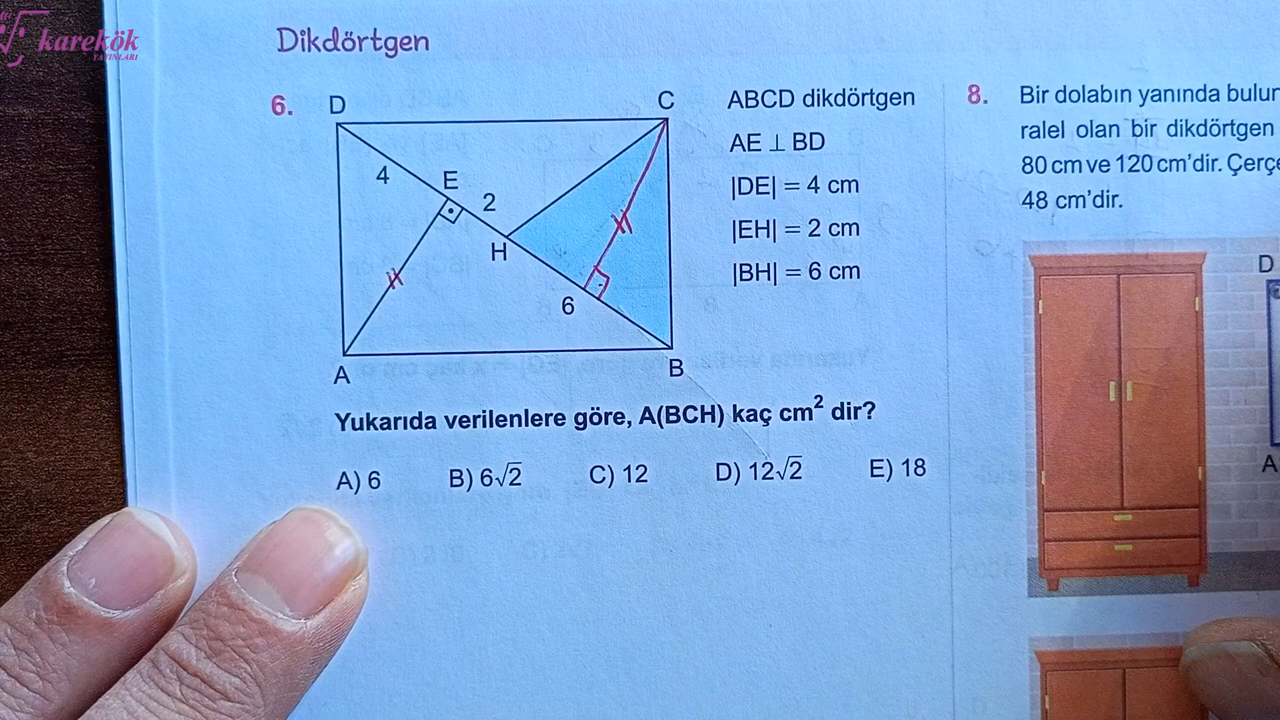 karekök
YAYINLARI
Dikdörtgen
6.
D
C
4
E
2
H
6
A
B
ABCD dikdörtgen
AE ⊥ BD
|DE| = 4 cm
|EH| = 2 cm
|BH| = 6 cm
Yukarıda verilenlere göre, A(BCH) kaç cm² dir?
A) 6 B) 6√2 C) 12 D) 12√2 E) 18
8. Bir dolabın yanında
ralel olan bir dikdörtgen
80 cm ve 120 cm'dir.
48 cm'dir.
D
A